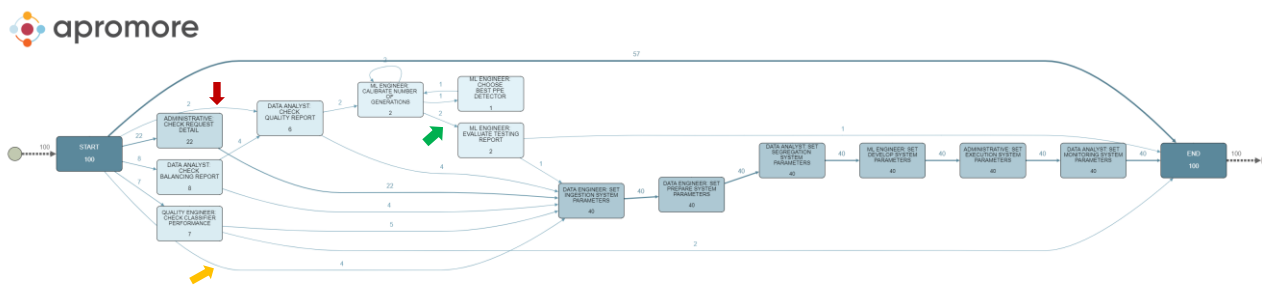 apromore
57
2
ML ENGINEER:
CALIBRATE NUMBER
OF
GENERATIONS
2
1
1
ML ENGINEER:
CHOOSE
BEST PPE
DETECTOR
1
2
DATA ANALYST:
CHECK
QUALITY REPORT
6
2
2
ML ENGINEER:
EVALUATE TESTING
REPORT
2
1
ADMINISTRATIVE:
CHECK REQUEST
DETAIL
22
22
4
100
START
100
8
DATA ANALYST:
CHECK
BALANCING REPORT
8
4
1
22
7
4
QUALITY ENGINEER:
CHECK CLASSIFIER
PERFORMANCE
7
5
2
4
DATA ENGINEER: SET
INGESTION SYSTEM
PARAMETERS
40
40
DATA ENGINEER: SET
PREPARE SYSTEM
PARAMETERS
40
40
DATA ANALYST: SET
SEGREGATION
SYSTEM
PARAMETERS
40
40
ML ENGINEER: SET
DEVELOP SYSTEM
PARAMETERS
40
40
ADMINISTRATIVE: SET
EXECUTION SYSTEM
PARAMETERS
40
40
DATA ANALYST: SET
MONITORING SYSTEM
PARAMETERS
40
40
END
100
100